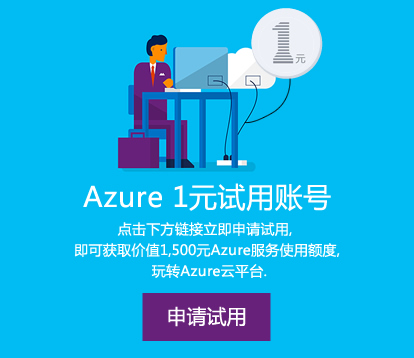 1元
Azure 1元试用账号
点击下方链接立即申请试用,
即可获取价值1,500元Azure服务使用额度,
玩转Azure云平台.
申请试用